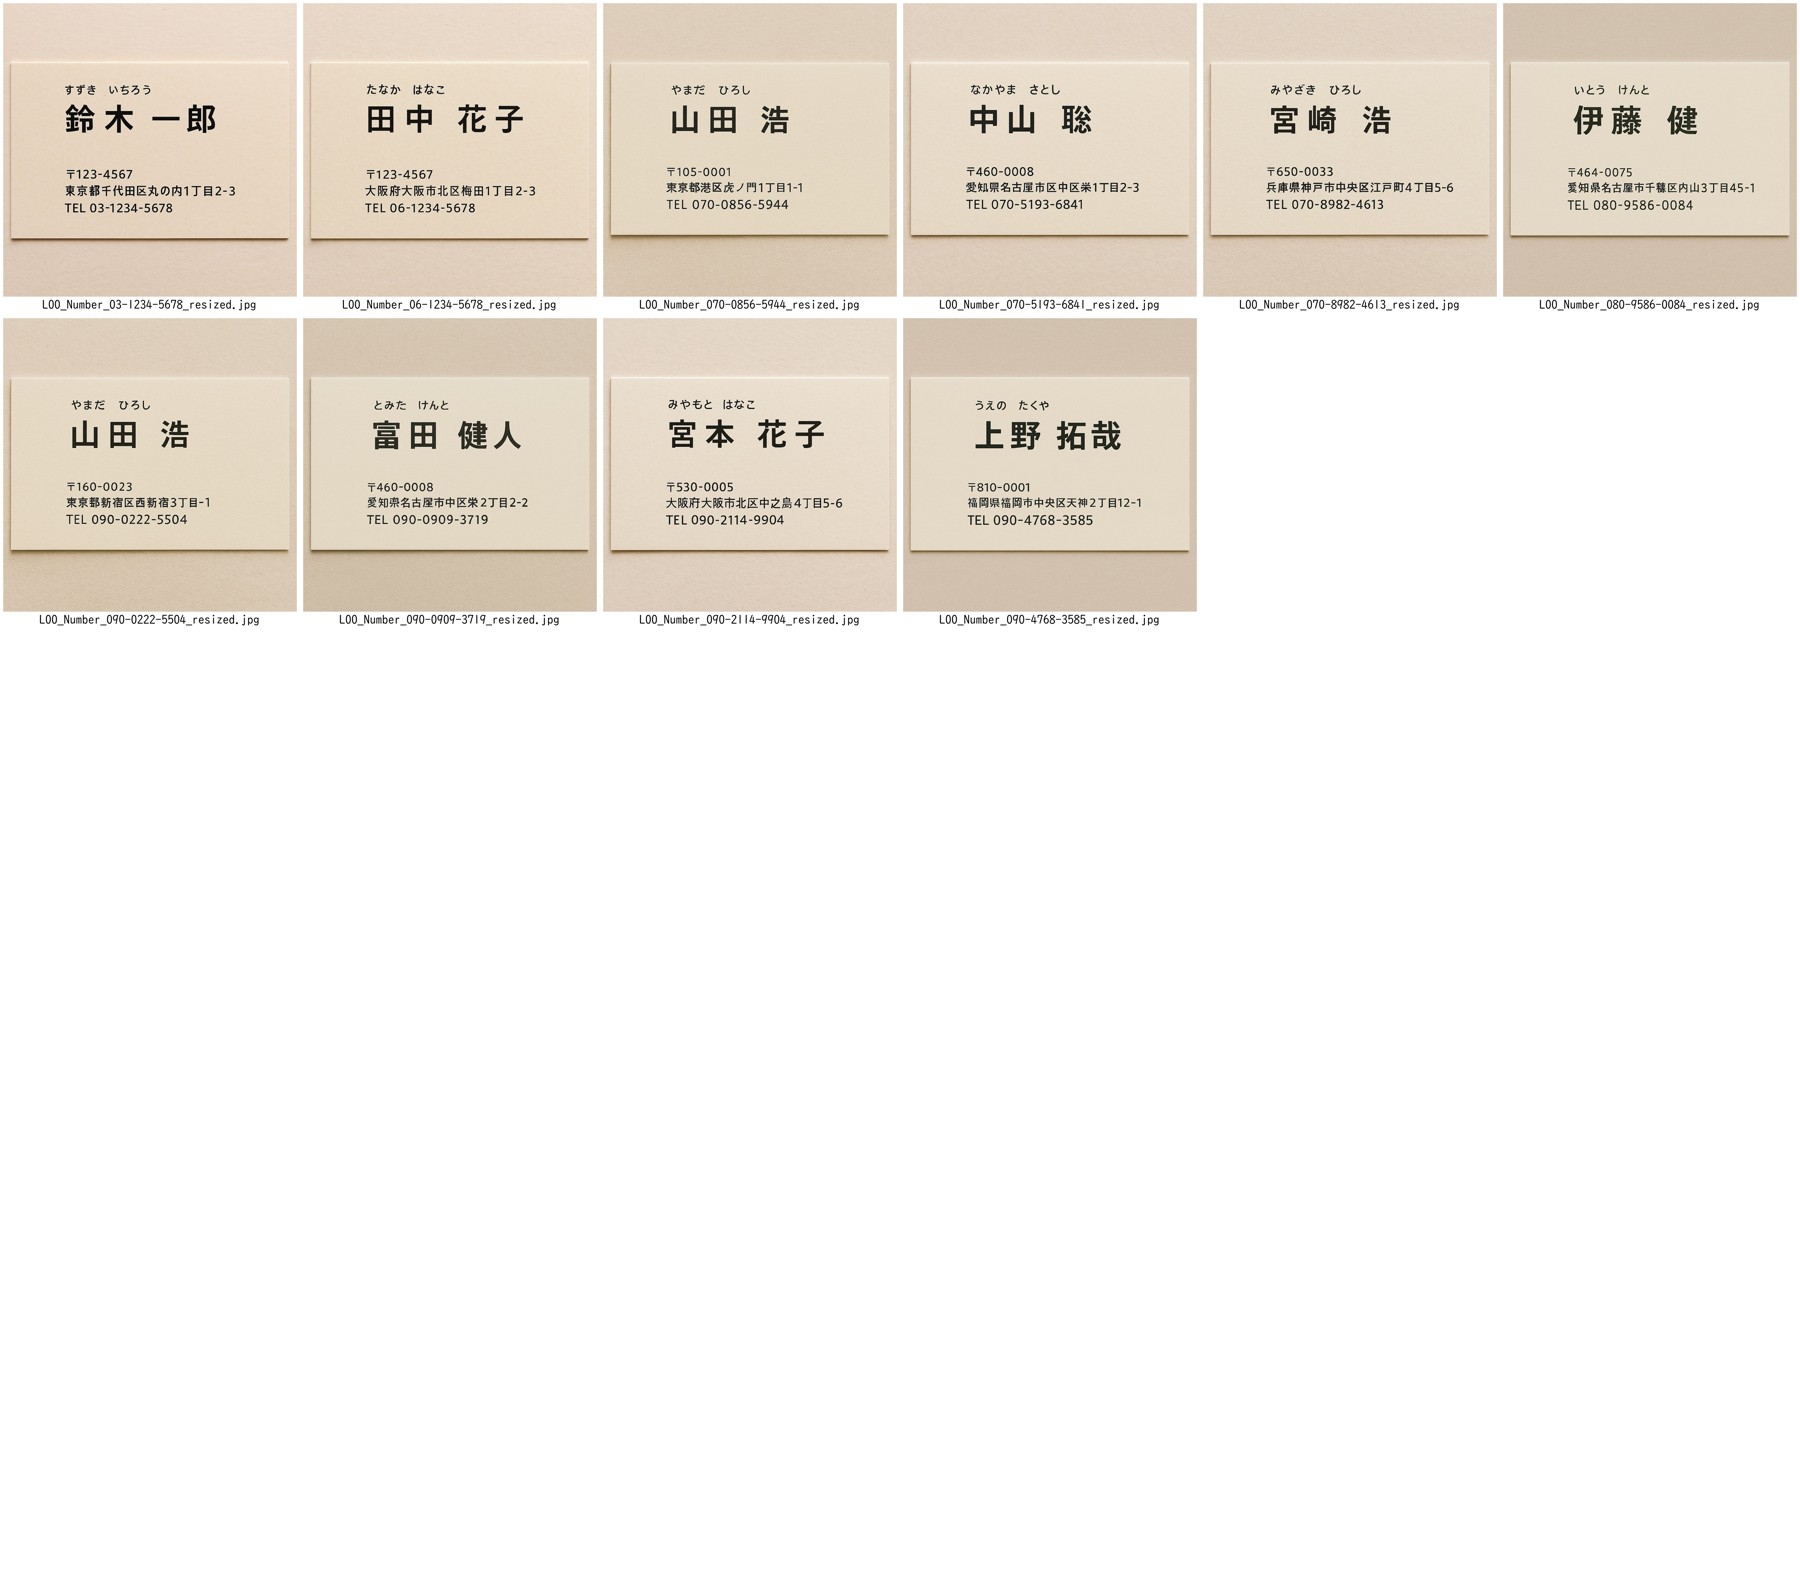 すずき いちろう
鈴木 一郎
〒123-4567
東京都千代田区丸の内1丁目2-3
TEL 03-1234-5678
L00_Number_03-1234-5678_resized.jpg
たなか はなこ
田中 花子
〒123-4567
大阪府大阪市北区梅田1丁目2-3
TEL 06-1234-5678
L00_Number_06-1234-5678_resized.jpg
やまだ ひろし
山田 浩
〒105-0001
東京都港区虎ノ門1丁目1-1
TEL 070-0856-5944
L00_Number_070-0856-5944_resized.jpg
なかやま さとし
中山 聡
〒460-0008
愛知県名古屋市区中区栄1丁目2-3
TEL 070-5193-6841
L00_Number_070-5193-6841_resized.jpg
みやざき ひろし
宮崎 浩
〒650-0033
兵庫県神戸市中央区江戸町4丁目5-6
TEL 070-8982-4613
L00_Number_070-8982-4613_resized.jpg
いとう けんと
伊藤 健
〒464-0075
愛知県名古屋市千種区内山3丁目45-1
TEL 080-9586-0084
L00_Number_080-9586-0084_resized.jpg
やまだ ひろし
山田 浩
〒160-0023
東京都新宿区西新宿3丁目-1
TEL 090-0222-5504
L00_Number_090-0222-5504_resized.jpg
とみた けんと
富田 健人
〒460-0008
愛知県名古屋市中区栄2丁目2-2
TEL 090-0909-3719
L00_Number_090-0909-3719_resized.jpg
みやもと はなこ
宮本 花子
〒530-0005
大阪府大阪市北区中之島4丁目5-6
TEL 090-2114-9904
L00_Number_090-2114-9904_resized.jpg
うえの たくや
上野 拓哉
〒810-0001
福岡県福岡市中央区天神2丁目12-1
TEL 090-4768-3585
L00_Number_090-4768-3585_resized.jpg